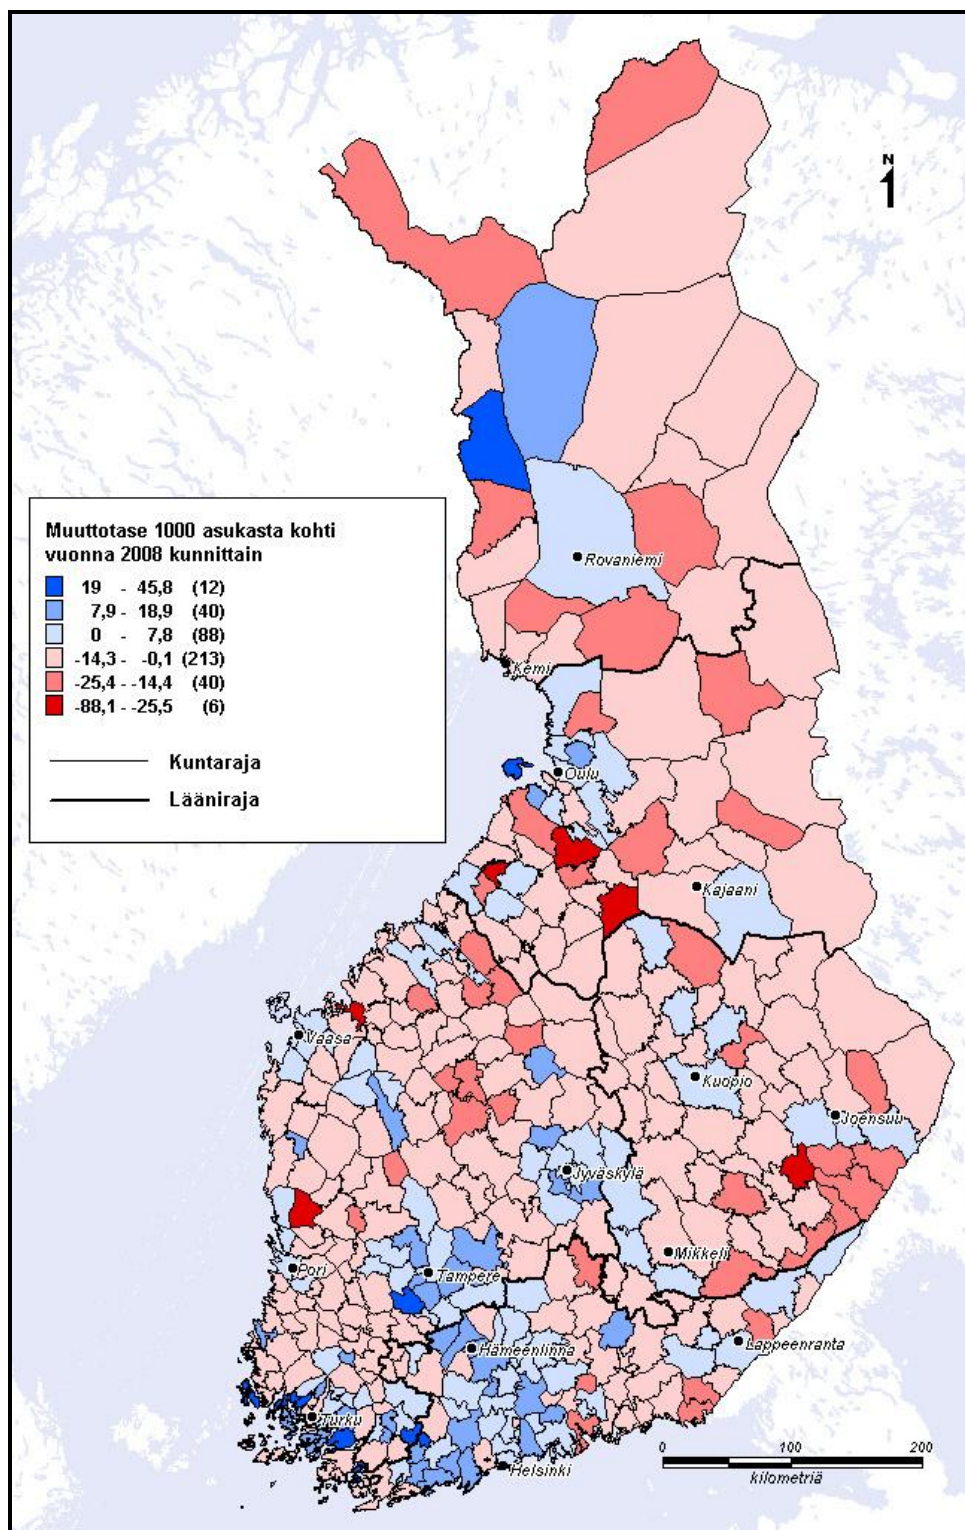 N
Muuttotase 1000 asukasta kohti
vuonna 2008 kunnittain
19 - 45,8 (12)
7,9 - 18,9 (40)
0 - 7,8 (88)
-14,3 - -0,1 (213)
-25,4 - -14,4 (40)
-88,1 - -25,5 (6)
Kuntaraja
Lääniraja
Rovaniemi
Kemi
Oulu
Kajaani
Vaasa
Kuopio
Joensuu
Jyväskylä
Mikkeli
Pori
Tampere
Lappeenranta
Hämeenlinna
Turku
Helsinki
0 100 200
kilometriä